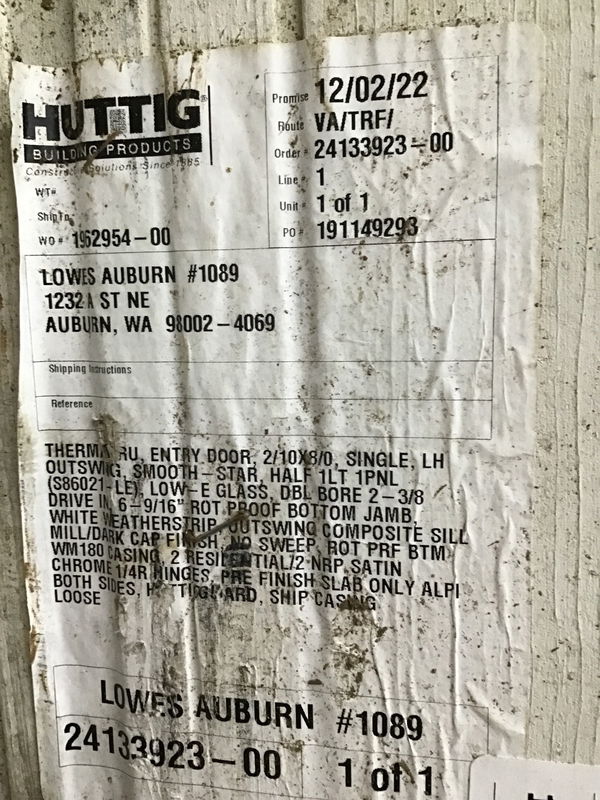 HUTTIG
BUILDING PRODUCTS
Construction Solutions Since 1885
WT#
Ship To
WO # 1962954-00
Promise 12/02/22
Route VA/TRF/
Order # 24133923-00
Line # 1
Unit # 1 of 1
PO # 191149293
LOWES AUBURN #1089
1232 A ST NE
AUBURN, WA 98002-4069
Shipping Instructions
Reference
THERMA TRU, ENTRY DOOR, 2/10X8/0, SINGLE, LH
OUTSWING, SMOOTH-STAR, HALF 1LT 1PNL
(S86021-LE), LOW-E GLASS, DBL BORE 2-3/8
DRIVE IN, 6-9/16" ROT PROOF BOTTOM JAMB,
WHITE WEATHERSTRIP, OUTSWING COMPOSITE SILL
MILL/DARK CAP FINISH, NO SWEEP, ROT PRF BTM
WM180 CASING, 2 RESIDENTIAL/2 NRP, SATIN
CHROME 1/4R HINGES, PRE FINISH SLAB ONLY ALPI
BOTH SIDES, HUTTIGGUARD, SHIP CASING
LOOSE
LOWES AUBURN #1089
24133923-00 1 of 1